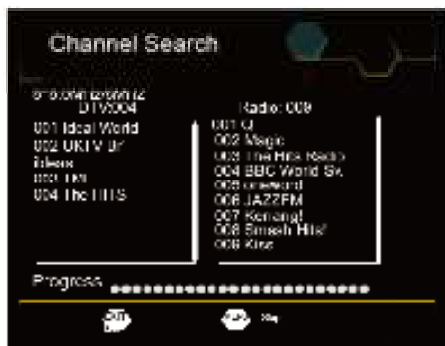 Channel Search
DTV:004
001 Ideal World
002 UKTV Br
ideas
003 TMF
004 The HITS
Radio: 009
001 Q
002 Magic
003 The Hits Radio
004 BBC World Sv.
005 oneword
006 JAZZFM
007 Kerrang!
008 Smash Hits!
009 Kiss
Progress